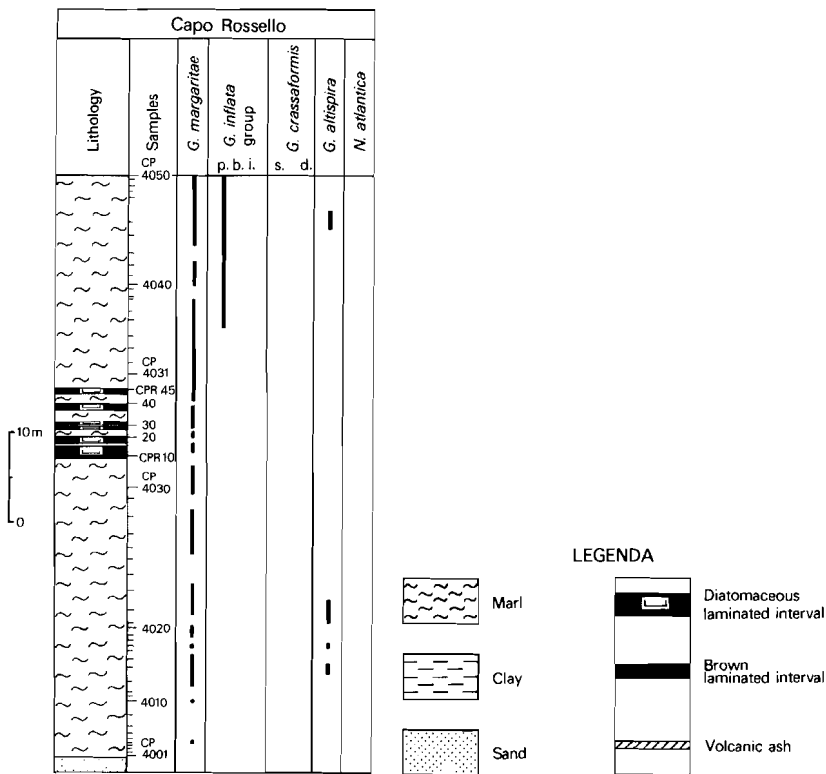 Capo Rossello
Lithology
Samples
G. margaritae
G. inflata
group
G. crassaformis
G. altispira
N. atlantica
p. b. i.
s. d.
CP
4050
4040
CP
4031
CPR 45
40
30
20
CPR 10
CP
4030
4020
4010
CP
4001
10m
0
LEGENDA
Marl
Clay
Sand
Diatomaceous
laminated interval
Brown
laminated interval
Volcanic ash